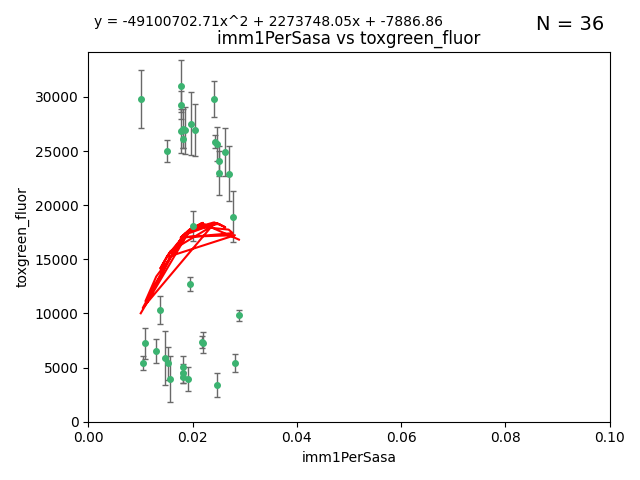 y = -49100702.71x^2 + 2273748.05x + -7886.86
N = 36
imm1PerSasa vs toxgreen_fluor
30000
25000
20000
15000
10000
5000
0
toxgreen_fluor
0.00 0.02 0.04 0.06 0.08 0.10
imm1PerSasa